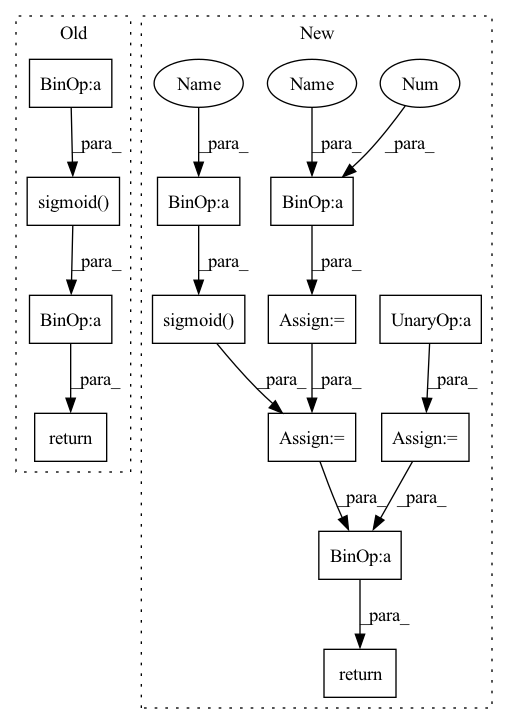 Old
New
BinOp:a
Name
Name
Num
_para_
_para_
_para_
_para_
sigmoid()
BinOp:a
BinOp:a
_para_
_para_
_para_
BinOp:a
sigmoid()
Assign:=
UnaryOp:a
_para_
_para_
_para_
_para_
return
Assign:=
Assign:=
_para_
_para_
BinOp:a
_para_
return